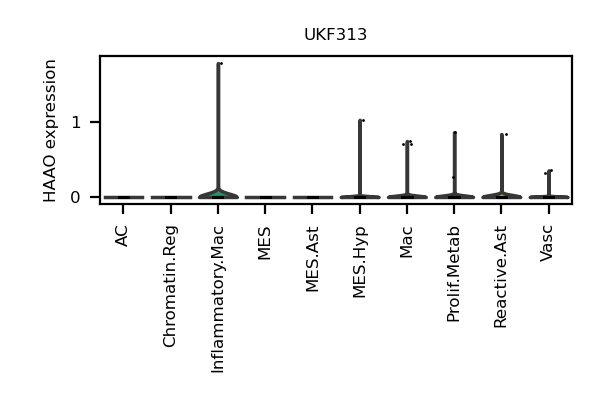 UKF313
HAAO expression
1
0
AC
Chromatin.Reg
Inflammatory.Mac
MES
MES.Ast
MES.Hyp
Mac
Prolif.Metab
Reactive.Ast
Vasc